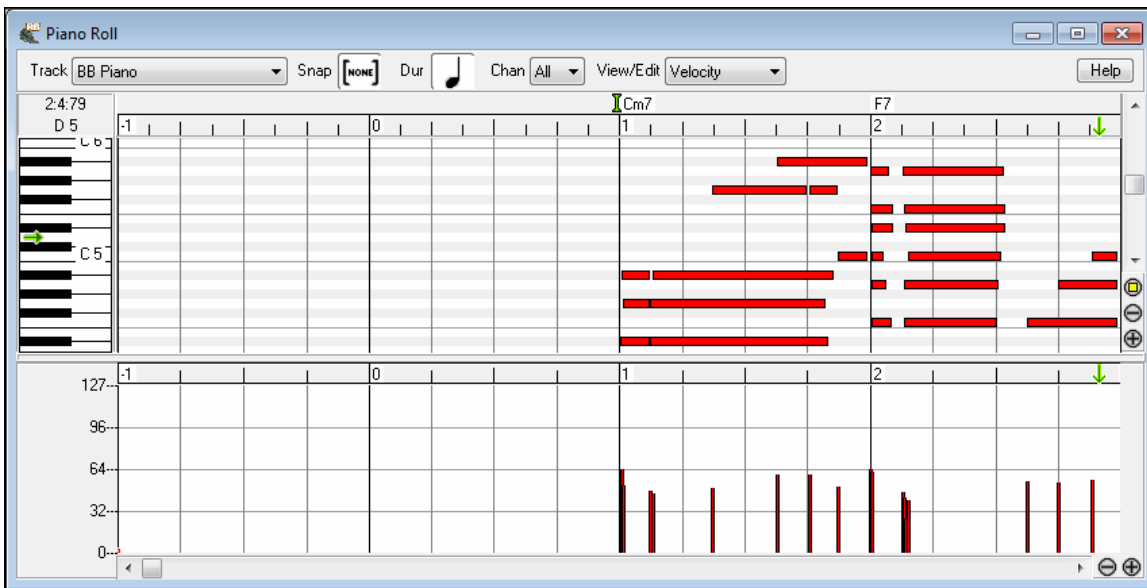 Piano Roll
Track BB Piano Snap [NONE] Dur Chan All View/Edit Velocity Help
2:4:79 Cm7 F7
D 5 -1 0 1 2
C 6
C 5
-1 0 1 2
127
96
64
32
0